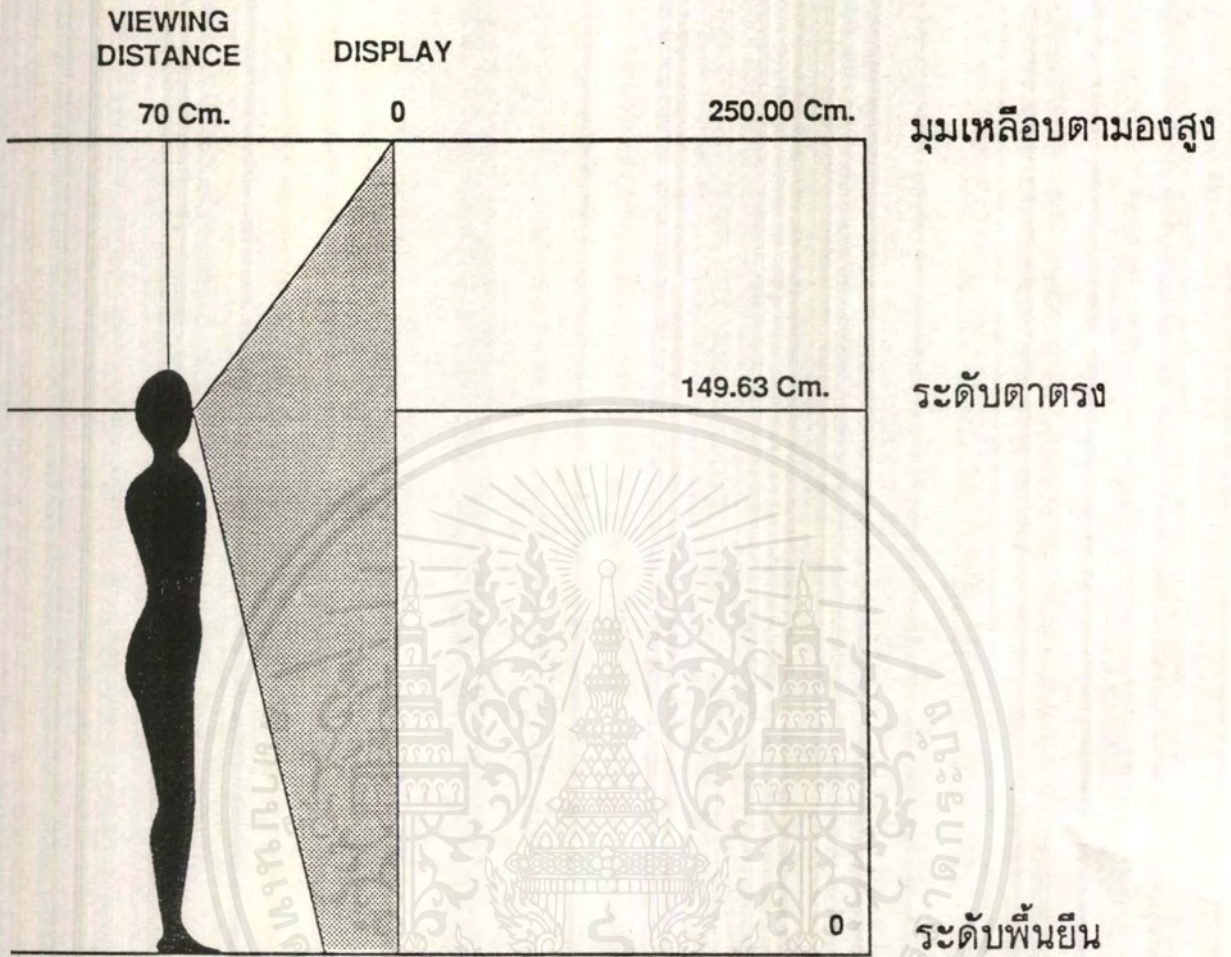 VIEWING
DISTANCE
DISPLAY
70 Cm.
0
250.00 Cm.
มุมเหลือบตามองสูง
149.63 Cm.
ระดับตาตรง
0
ระดับพื้นยืน